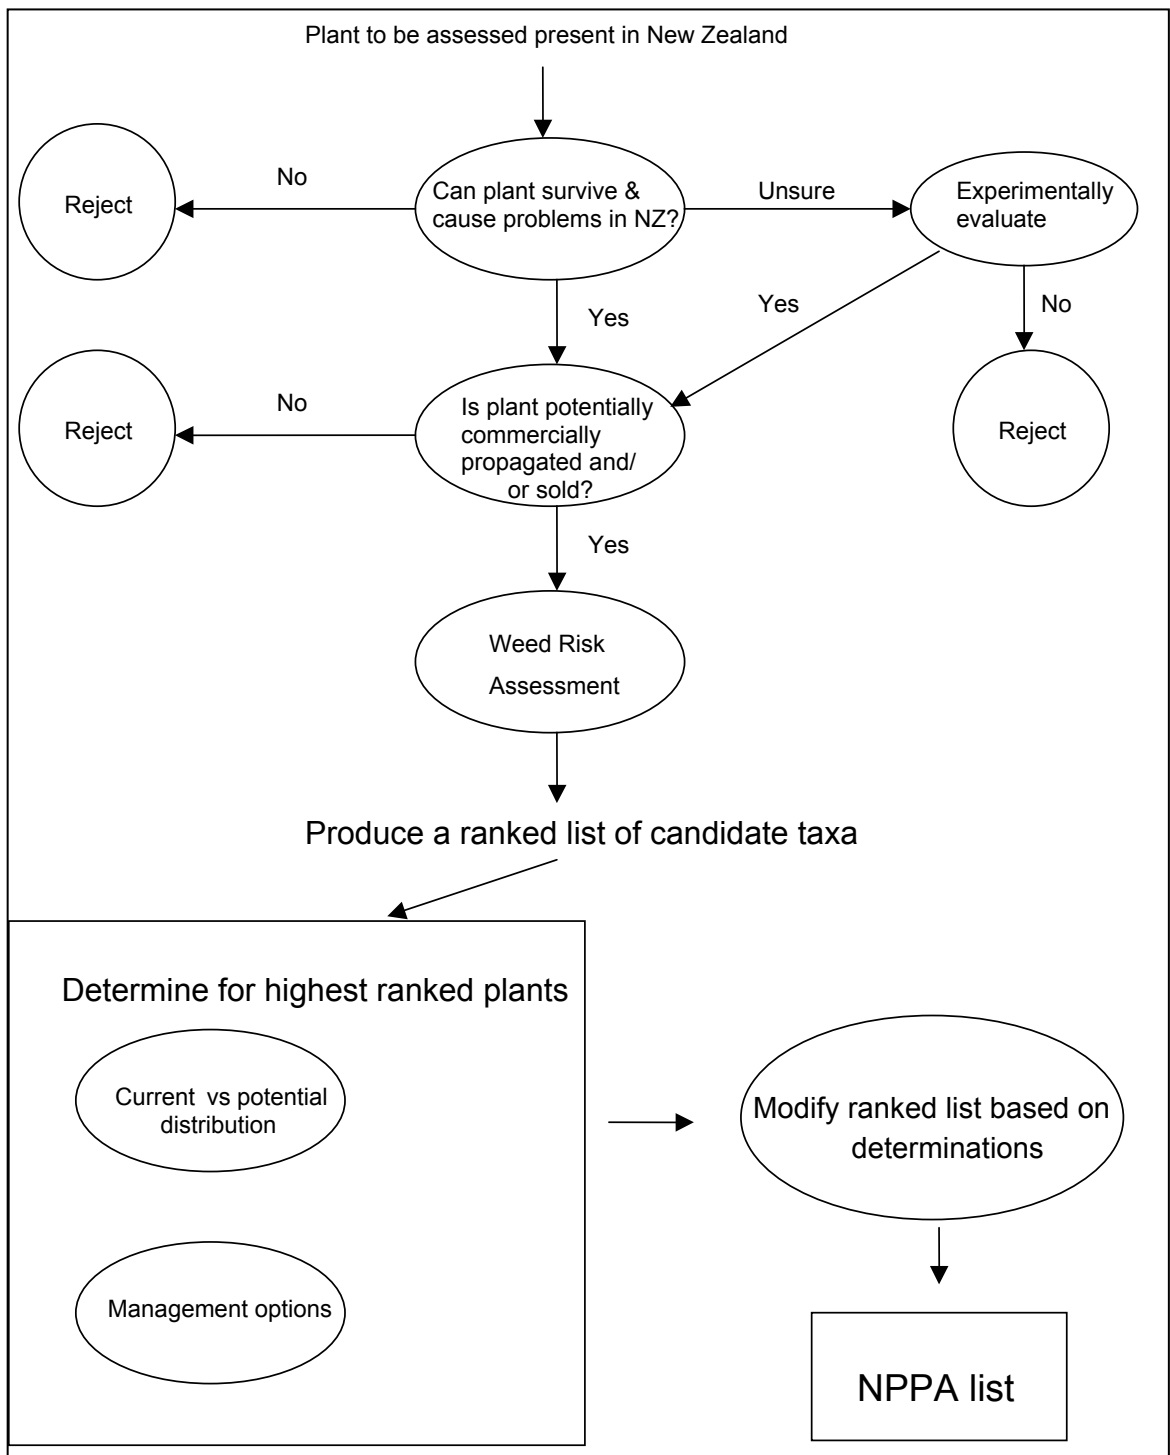 Plant to be assessed present in New Zealand
No
Reject
Can plant survive &
cause problems in NZ?
Unsure
Experimentally
evaluate
Yes
Yes
No
No
Reject
Is plant potentially
commercially
propagated and/
or sold?
Reject
Yes
Weed Risk
Assessment
Produce a ranked list of candidate taxa
Determine for highest ranked plants
Current vs potential
distribution
Management options
Modify ranked list based on
determinations
NPPA list